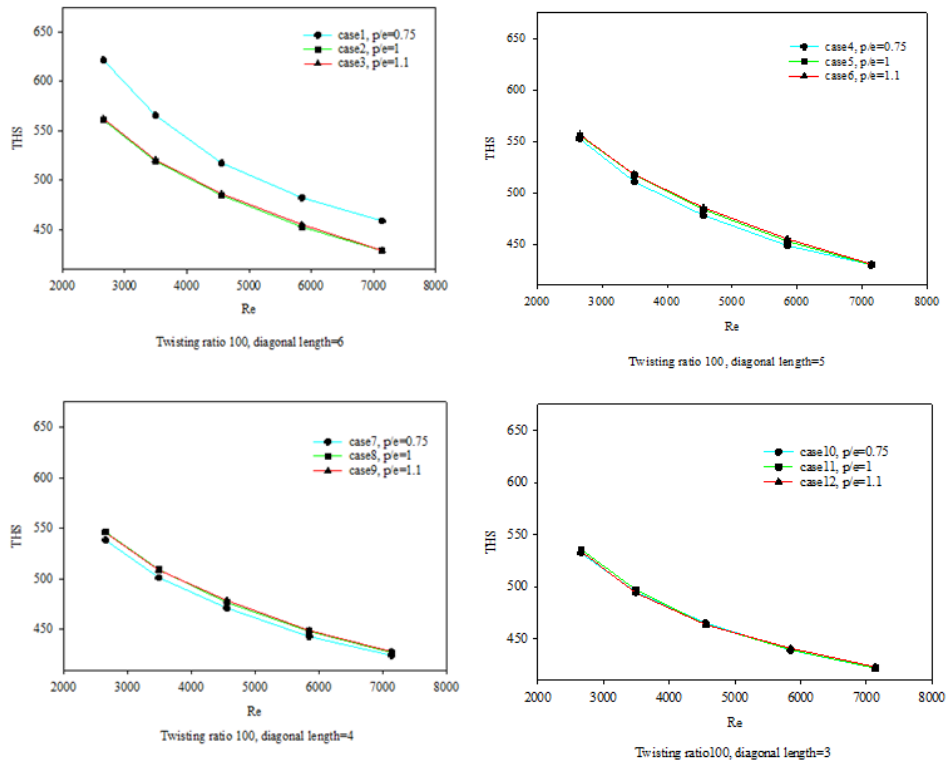 650
600
550
500
450
THS
case1, p/e=0.75
case2, p/e=1
case3, p/e=1.1
2000 3000 4000 5000 6000 7000 8000
Re
Twisting ratio 100, diagonal length=6
650
600
550
500
450
THS
case4, p/e=0.75
case5, p/e=1
case6, p/e=1.1
2000 3000 4000 5000 6000 7000 8000
Re
Twisting ratio 100, diagonal length=5
650
600
550
500
450
THS
case7, p/e=0.75
case8, p/e=1
case9, p/e=1.1
2000 3000 4000 5000 6000 7000 8000
Re
Twisting ratio 100, diagonal length=4
650
600
550
500
450
THS
case10, p/e=0.75
case11, p/e=1
case12, p/e=1.1
2000 3000 4000 5000 6000 7000 8000
Re
Twisting ratio100, diagonal length=3